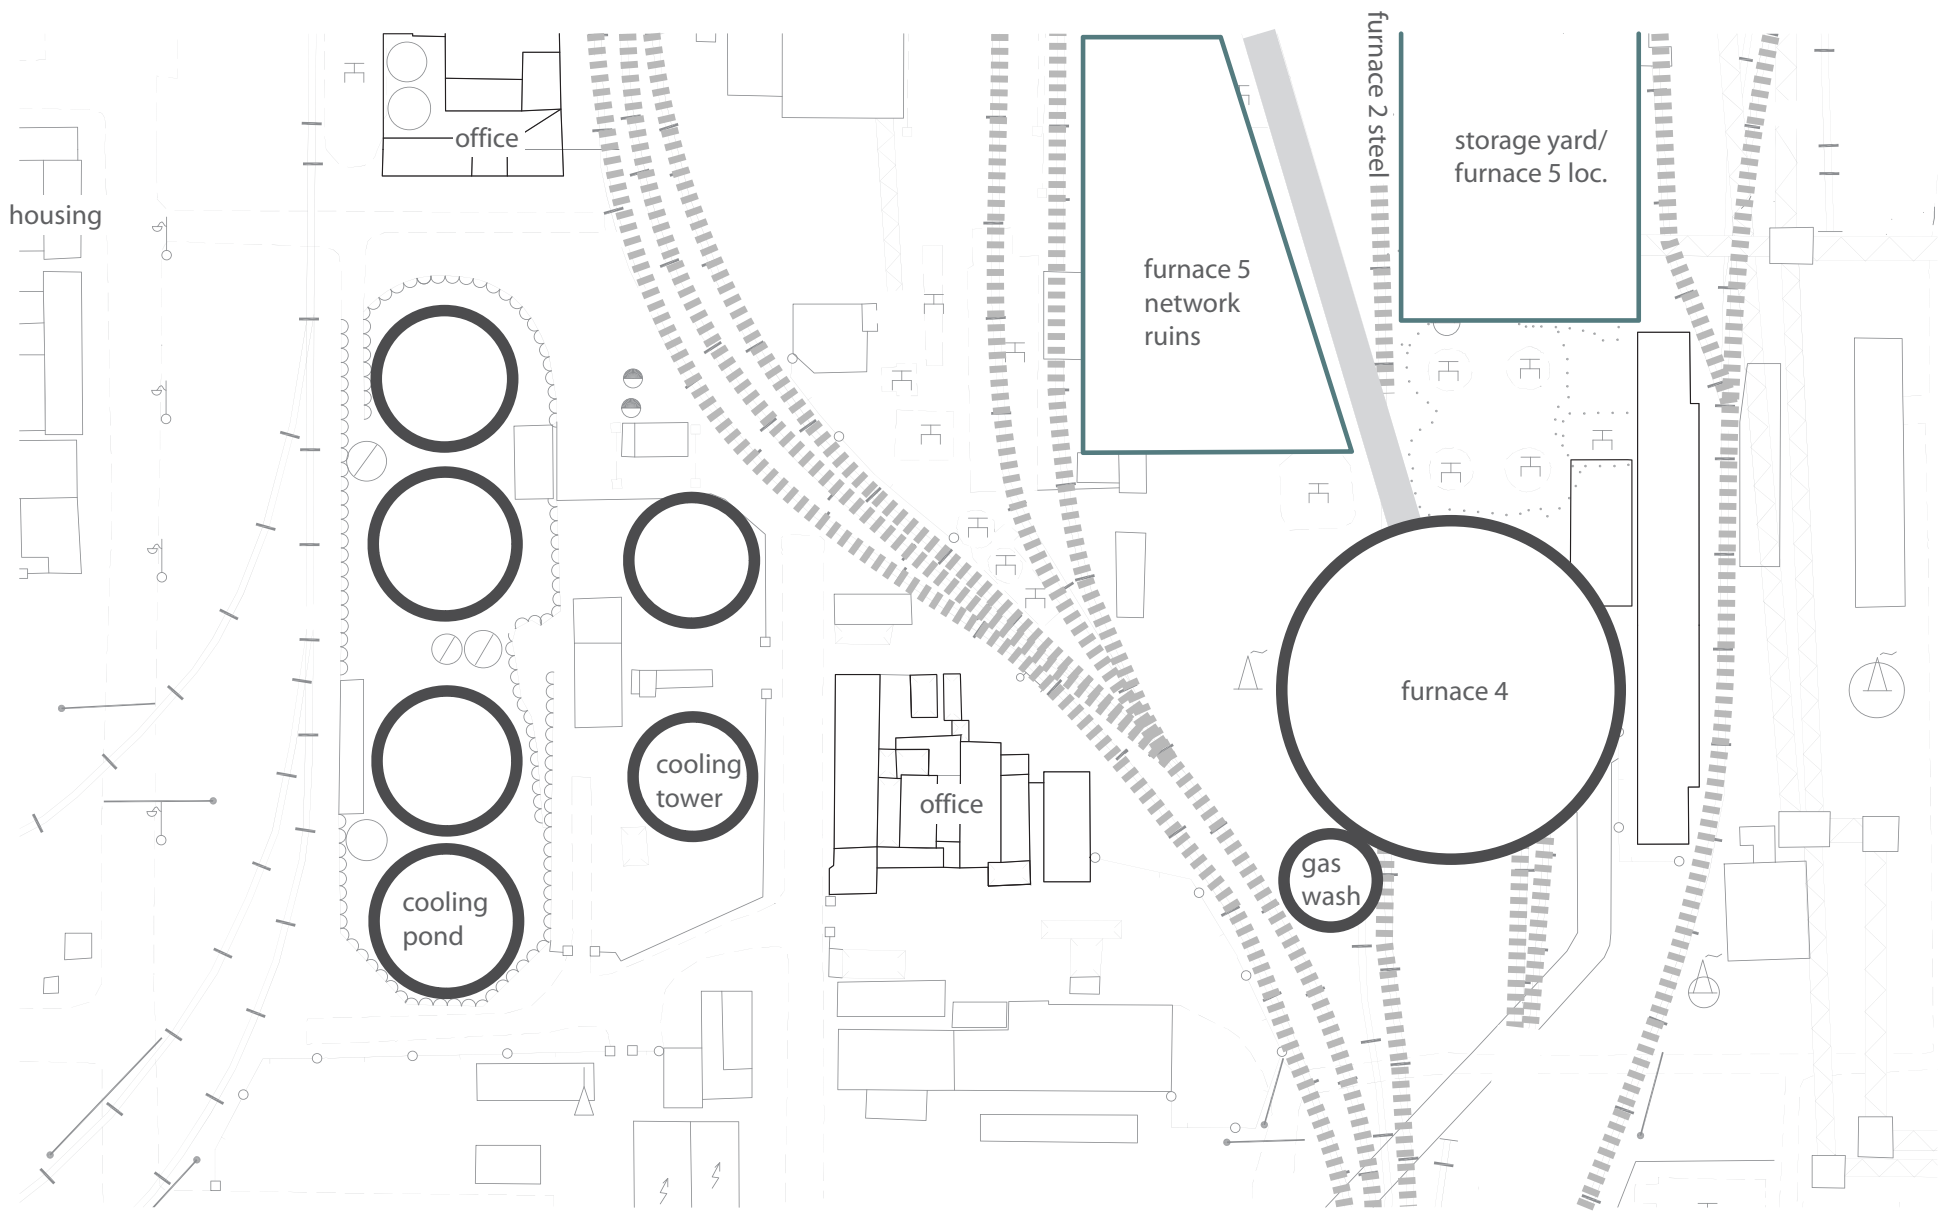 furnace 2 steel
office
storage yard/
furnace 5 loc.
housing
furnace 5
network
ruins
furnace 4
cooling
tower
office
gas
wash
cooling
pond